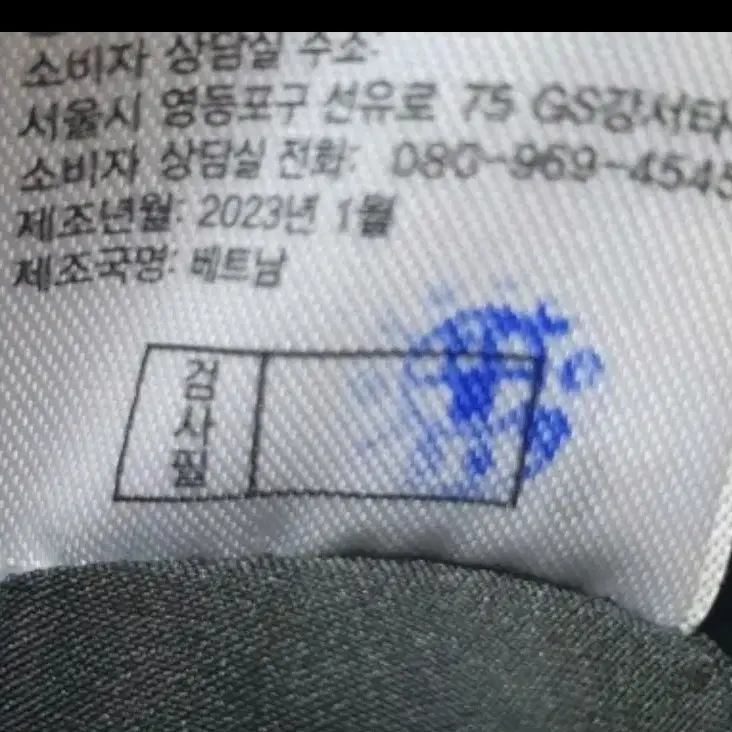 소비자 상담실 주소:
서울시 영등포구 선유로 75 GS강서타
소비자 상담실 전화: 080-969-4545
제조년월: 2023년 1월
제조국명: 베트남
검사필